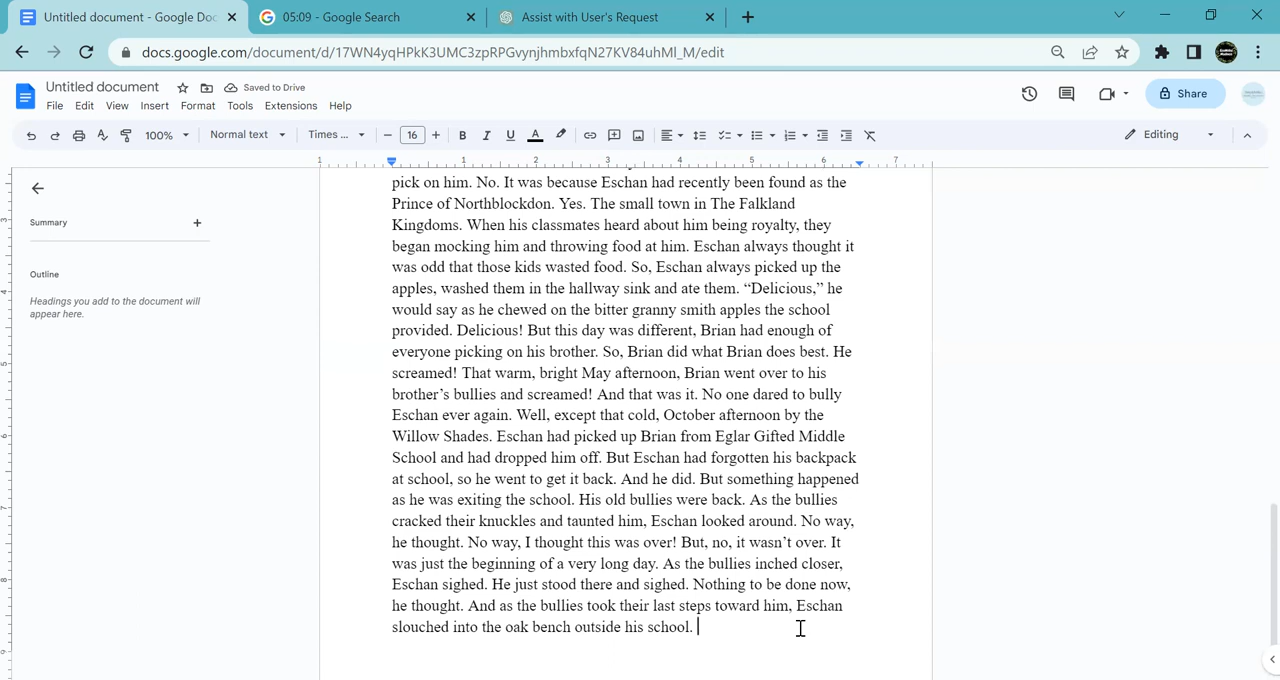 Untitled document - Google Doc
05:09 - Google Search
Assist with User's Request
docs.google.com/document/d/17WN4yqHPkK3UMC3zpRPGvynjhmbxfqN27KV84uhMl_M/edit
Untitled document
Saved to Drive
File Edit View Insert Format Tools Extensions Help
Share
100% Normal text Times ... 16 B I U A Editing
1 1 2 3 4 5 6 7
Summary
Outline
Headings you add to the document will
appear here.
pick on him. No. It was because Eschan had recently been found as the
Prince of Northblockdon. Yes. The small town in The Falkland
Kingdoms. When his classmates heard about him being royalty, they
began mocking him and throwing food at him. Eschan always thought it
was odd that those kids wasted food. So, Eschan always picked up the
apples, washed them in the hallway sink and ate them. “Delicious,” he
would say as he chewed on the bitter granny smith apples the school
provided. Delicious! But this day was different, Brian had enough of
everyone picking on his brother. So, Brian did what Brian does best. He
screamed! That warm, bright May afternoon, Brian went over to his
brother’s bullies and screamed! And that was it. No one dared to bully
Eschan ever again. Well, except that cold, October afternoon by the
Willow Shades. Eschan had picked up Brian from Eglar Gifted Middle
School and had dropped him off. But Eschan had forgotten his backpack
at school, so he went to get it back. And he did. But something happened
as he was exiting the school. His old bullies were back. As the bullies
cracked their knuckles and taunted him, Eschan looked around. No way,
he thought. No way, I thought this was over! But, no, it wasn’t over. It
was just the beginning of a very long day. As the bullies inched closer,
Eschan sighed. He just stood there and sighed. Nothing to be done now,
he thought. And as the bullies took their last steps toward him, Eschan
slouched into the oak bench outside his school.